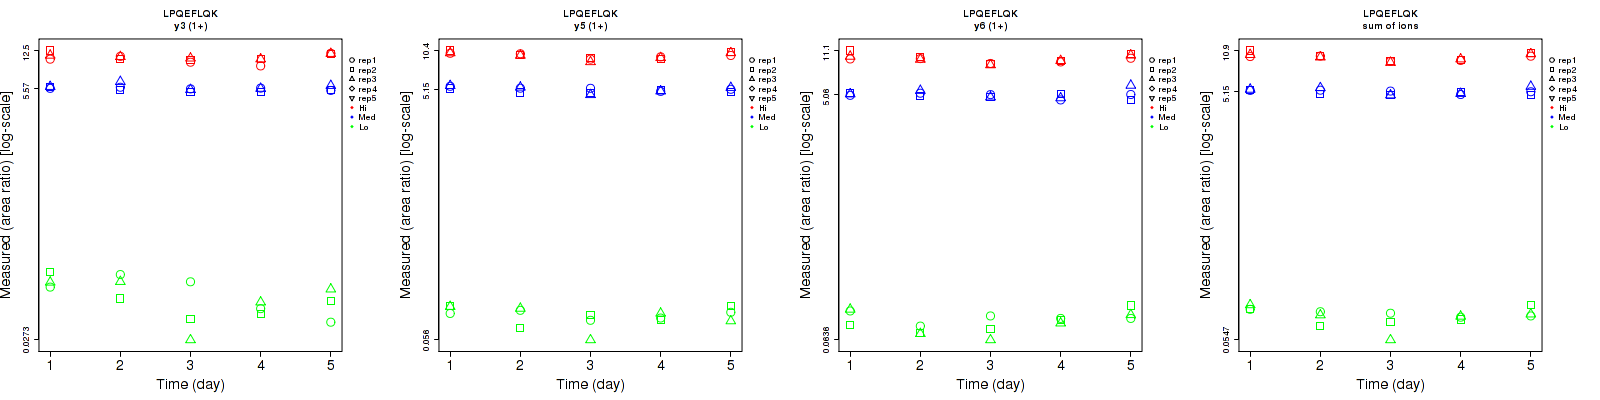 LPQEFLQK
y3 (1+)
Measured (area ratio) [log-scale]
12.5
5.57
0.0273
1 2 3 4 5
Time (day)
rep1
rep2
rep3
rep4
rep5
Hi
Med
Lo
LPQEFLQK
y5 (1+)
Measured (area ratio) [log-scale]
10.4
5.15
0.056
1 2 3 4 5
Time (day)
rep1
rep2
rep3
rep4
rep5
Hi
Med
Lo
LPQEFLQK
y6 (1+)
Measured (area ratio) [log-scale]
11.1
5.08
0.0636
1 2 3 4 5
Time (day)
rep1
rep2
rep3
rep4
rep5
Hi
Med
Lo
LPQEFLQK
sum of ions
Measured (area ratio) [log-scale]
10.9
5.15
0.0547
1 2 3 4 5
Time (day)
rep1
rep2
rep3
rep4
rep5
Hi
Med
Lo